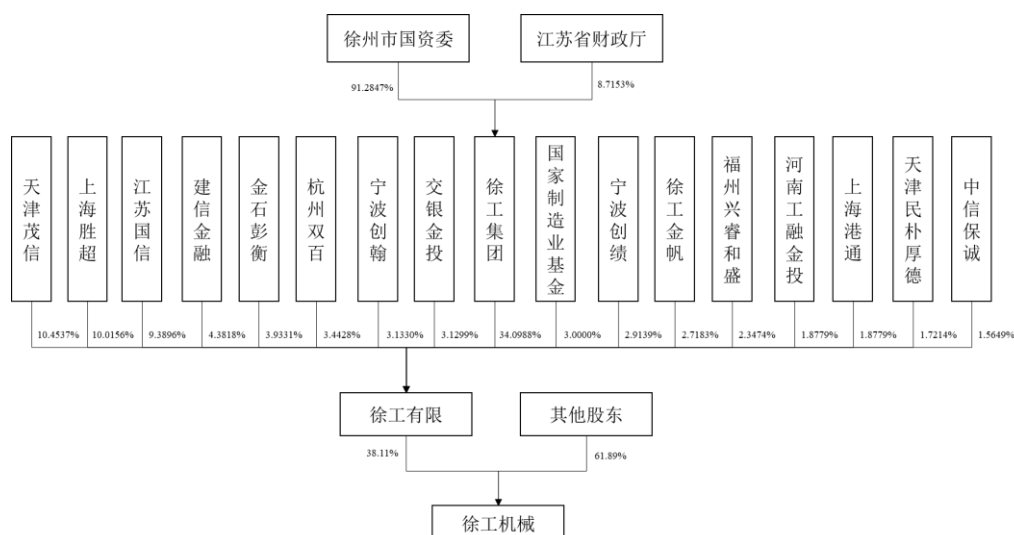 徐州市国资委
江苏省财政厅
91.2847%
8.7153%
天津茂信
上海胜超
江苏国信
建信金融
金石彭衡
杭州双百
宁波创翰
交银金投
徐工集团
国家制造业基金
宁波创绩
徐工金帆
福州兴睿和盛
河南工融金投
上海港通
天津民朴厚德
中信保诚
10.4537%
10.0156%
9.3896%
4.3818%
3.9331%
3.4428%
3.1330%
3.1299%
34.0988%
3.0000%
2.9139%
2.7183%
2.3474%
1.8779%
1.8779%
1.7214%
1.5649%
徐工有限
其他股东
38.11%
61.89%
徐工机械